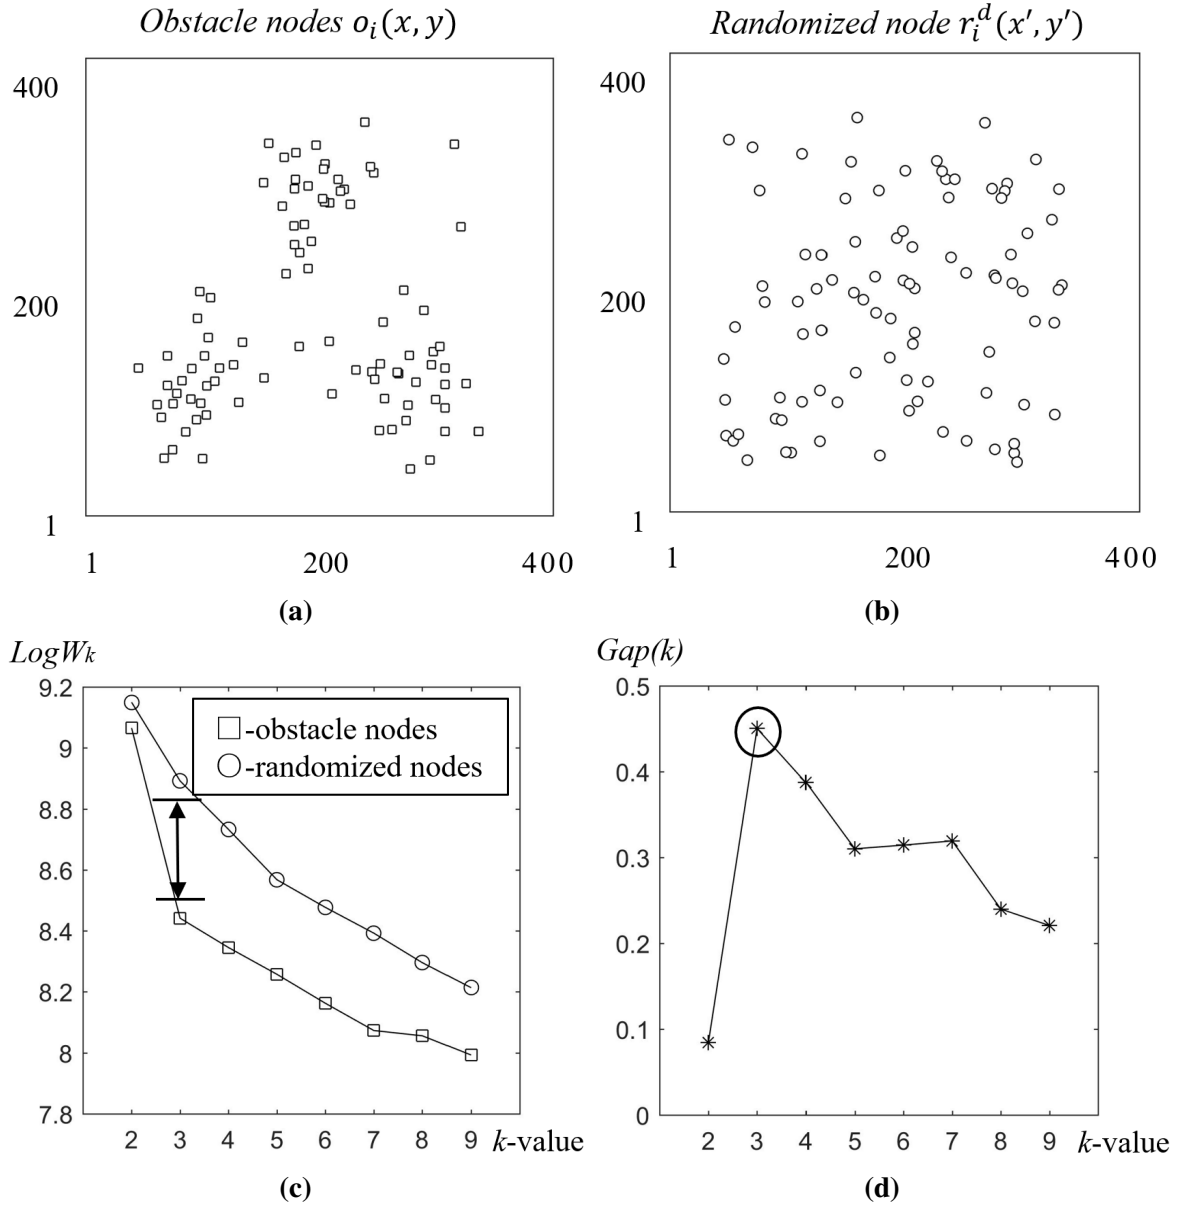 Obstacle nodes oᵢ(x, y)
Randomized node rᵢᵈ(x′, y′)
400
200
1
1 200 400
(a)
400
200
1
1 200 400
(b)
LogWₖ
9.2
9
8.8
8.6
8.4
8.2
8
7.8
-obstacle nodes
-randomized nodes
2 3 4 5 6 7 8 9 k-value
(c)
Gap(k)
0.5
0.4
0.3
0.2
0.1
0
2 3 4 5 6 7 8 9 k-value
(d)